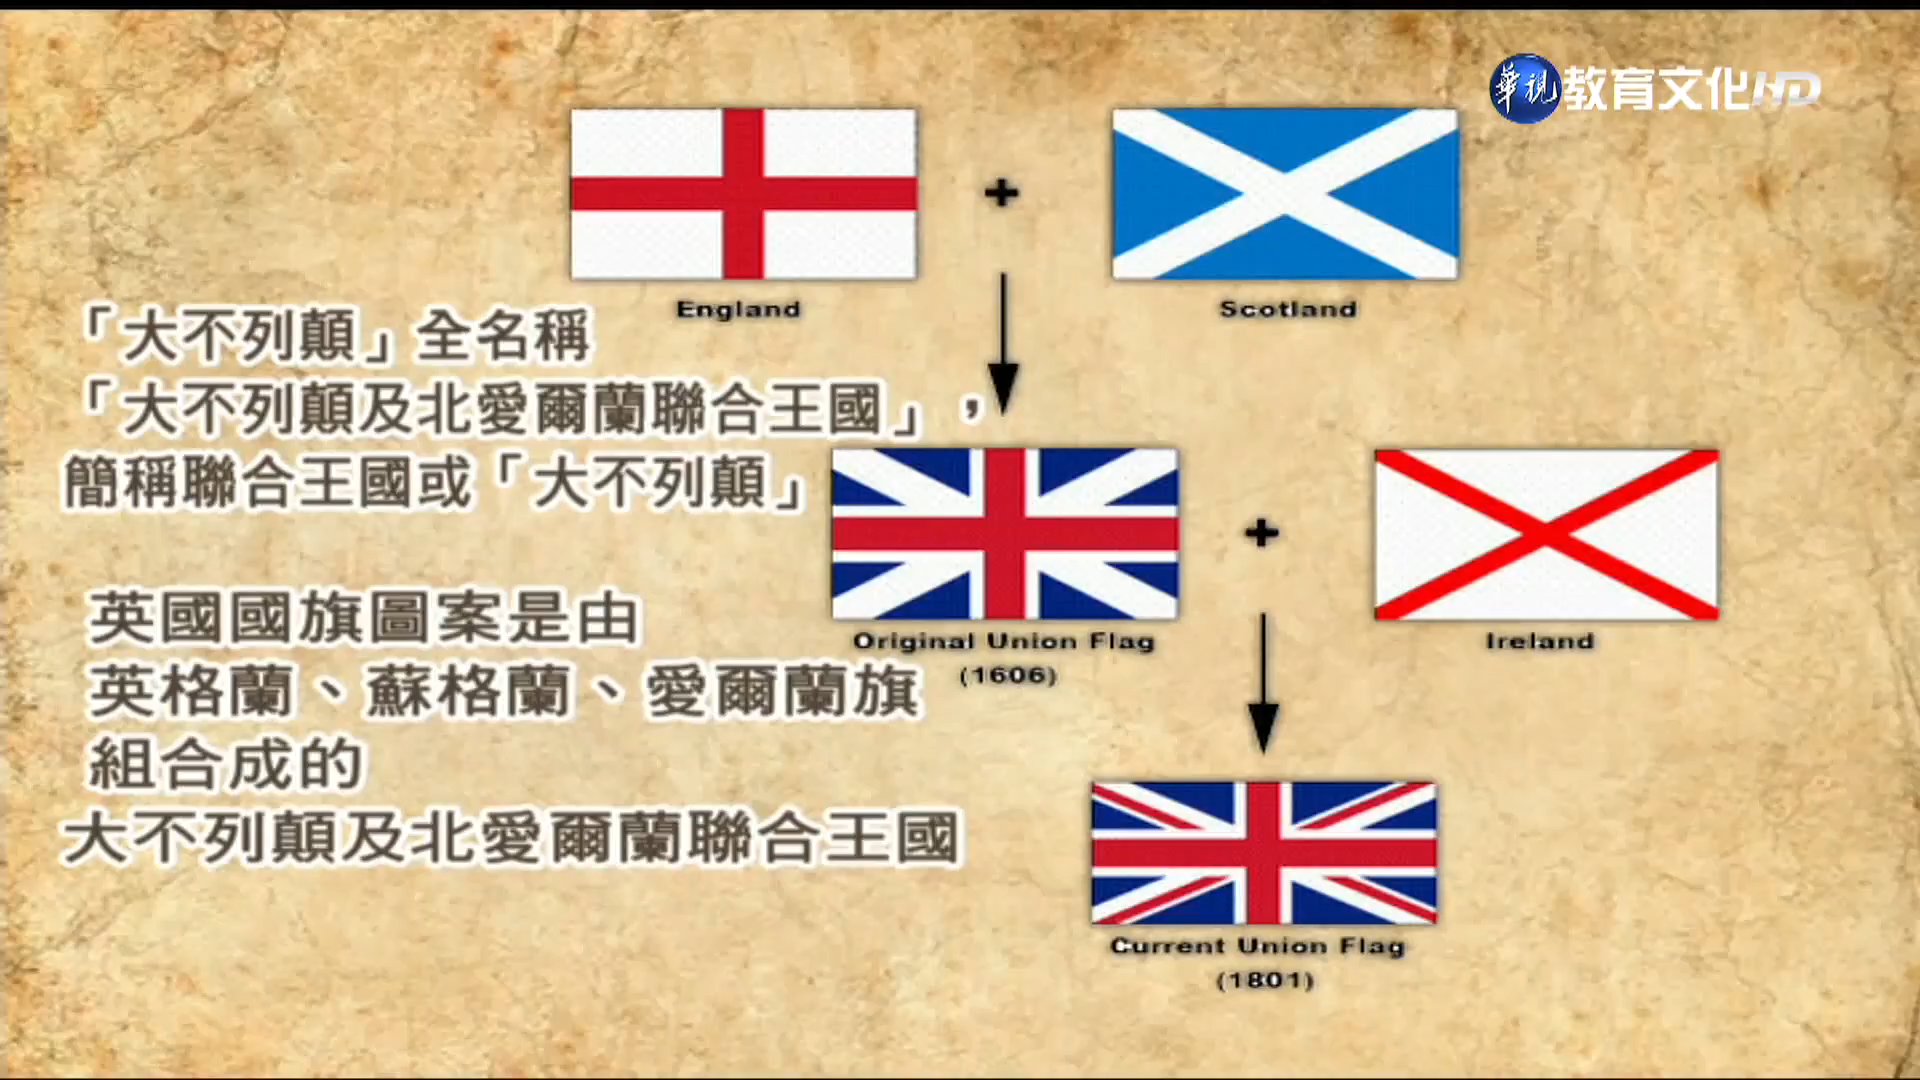 華視 教育文化HD
England
+
Scotland
「大不列顛」全名稱
「大不列顛及北愛爾蘭聯合王國」,
簡稱聯合王國或「大不列顛」
+
Original Union Flag
(1606)
Ireland
英國國旗圖案是由
英格蘭、蘇格蘭、愛爾蘭旗
組合成的
大不列顛及北愛爾蘭聯合王國
Current Union Flag
(1801)